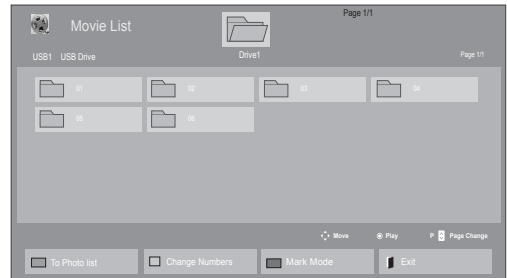 Page 1/1
Movie List
Drive1
USB1 USB Drive
Page 1/1
01 02 03 04
05 06
Move Play P Page Change
To Photo list Change Numbers Mark Mode Exit